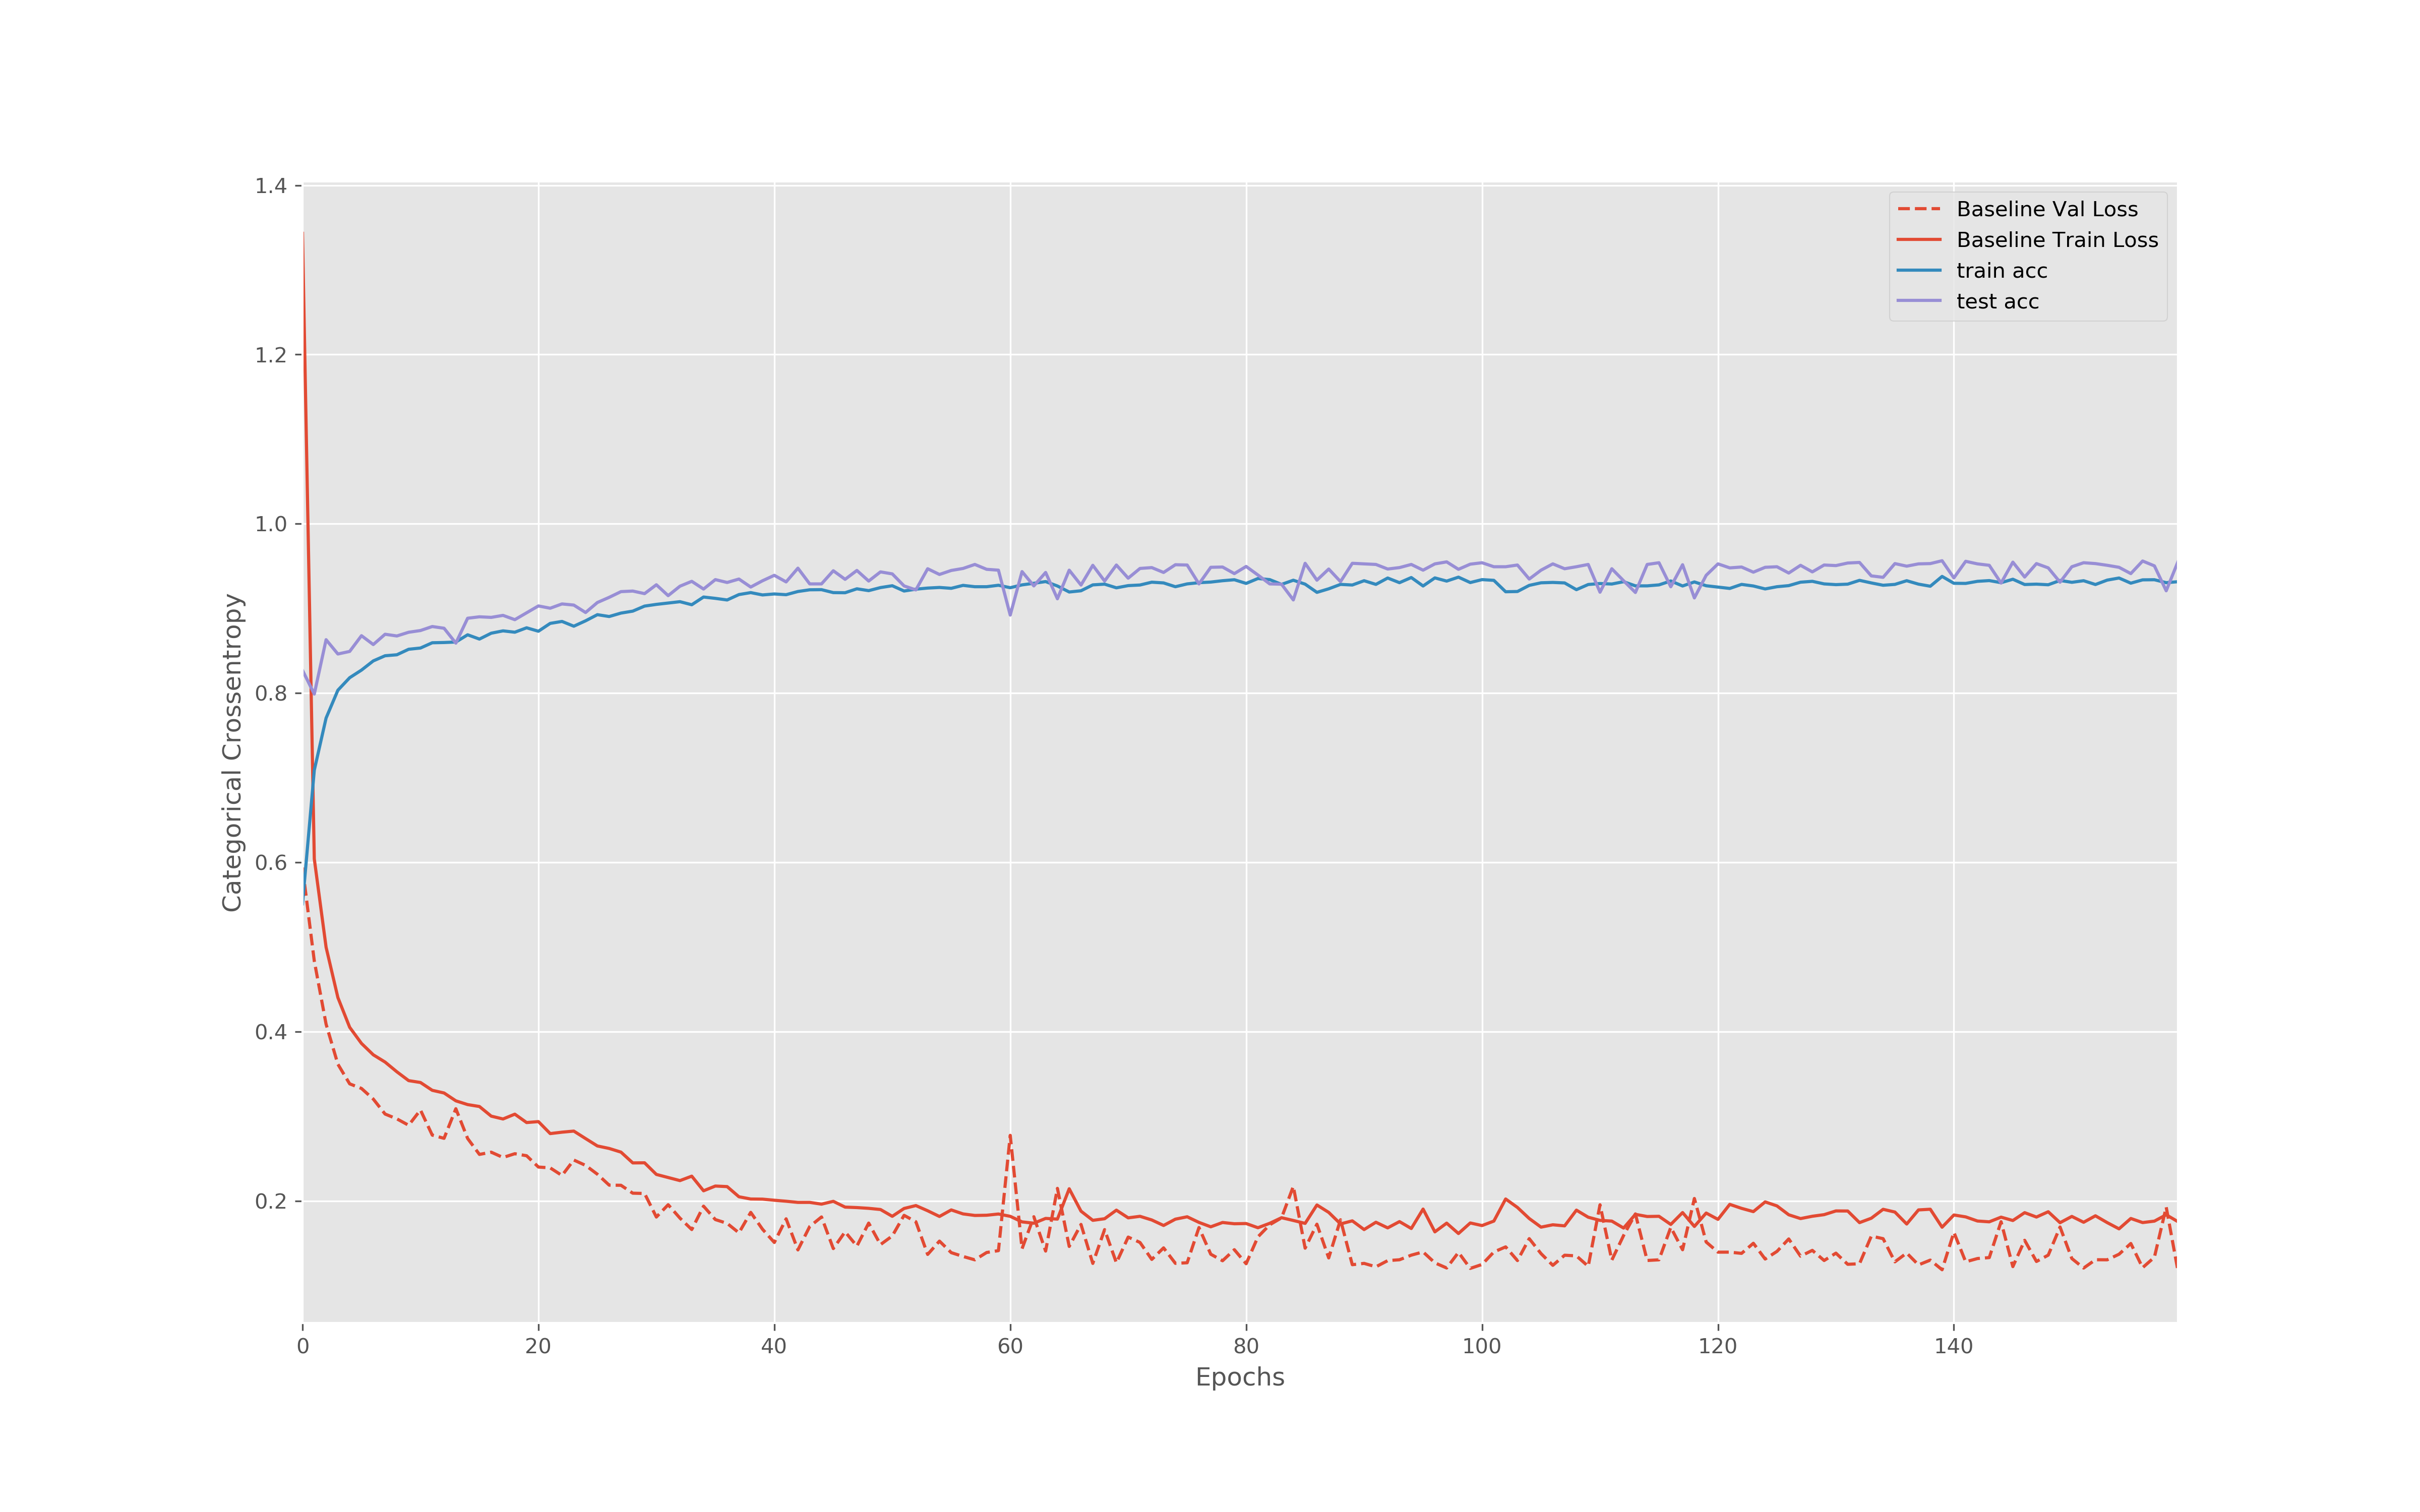 1.4
1.2
1.0
0.8
0.6
0.4
0.2
Categorical Crossentropy
0 20 40 60 80 100 120 140
Epochs
Baseline Val Loss
Baseline Train Loss
train acc
test acc